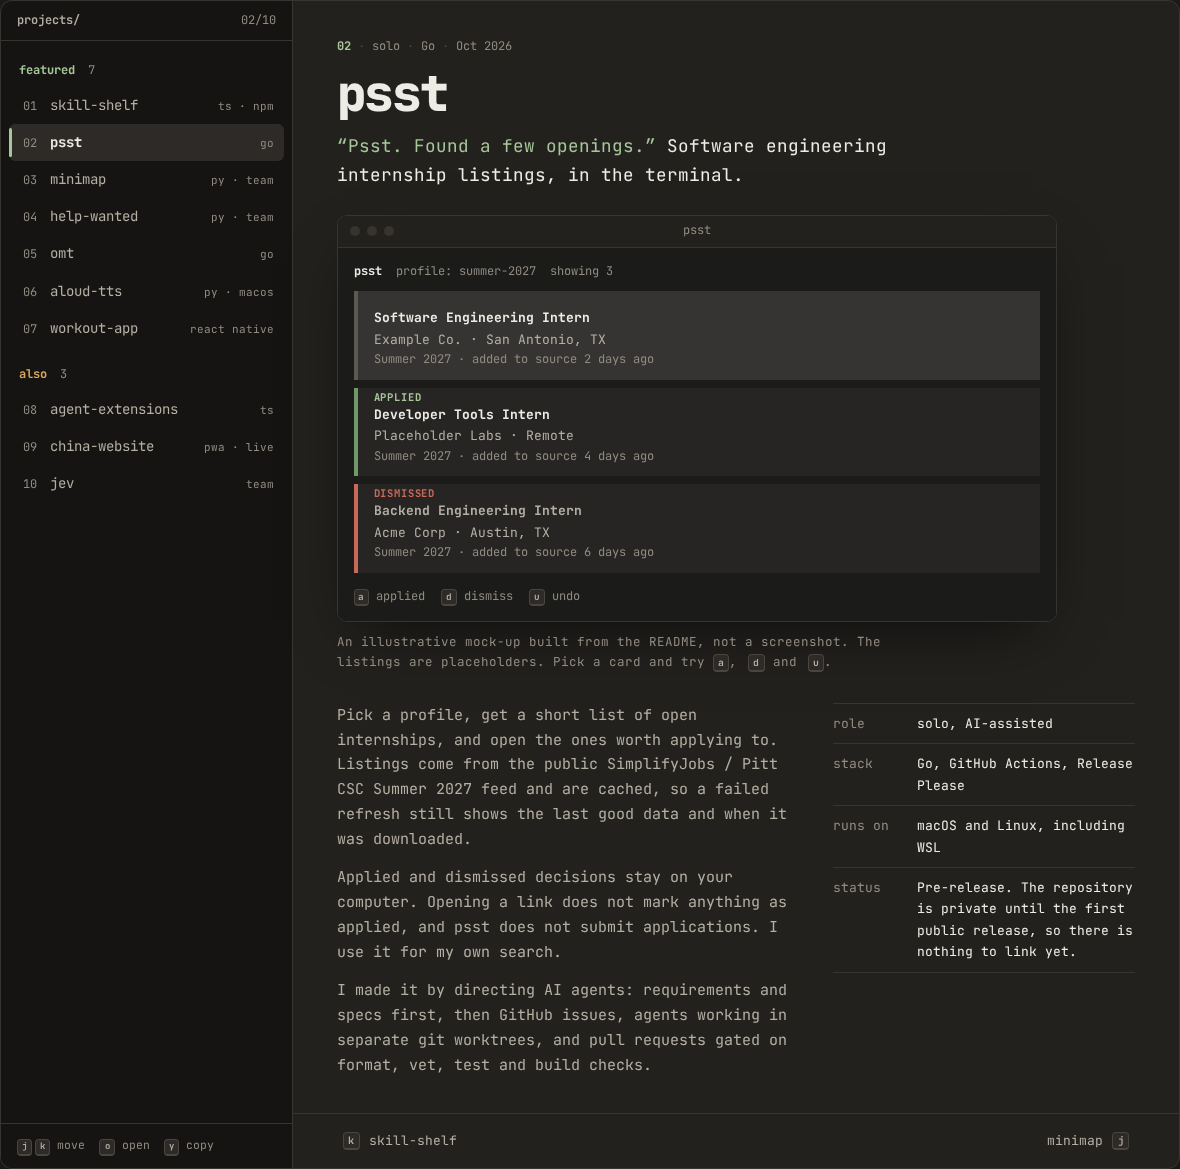 projects/ 02/10
featured 7
01 skill-shelf ts · npm
02 psst go
03 minimap py · team
04 help-wanted py · team
05 omt go
06 aloud-tts py · macos
07 workout-app react native
also 3
08 agent-extensions ts
09 china-website pwa · live
10 jev team
j k move o open y copy
02 · solo · Go · Oct 2026
psst
“Psst. Found a few openings.” Software engineering
internship listings, in the terminal.
psst
psst profile: summer-2027 showing 3
Software Engineering Intern
Example Co. · San Antonio, TX
Summer 2027 · added to source 2 days ago
APPLIED
Developer Tools Intern
Placeholder Labs · Remote
Summer 2027 · added to source 4 days ago
DISMISSED
Backend Engineering Intern
Acme Corp · Austin, TX
Summer 2027 · added to source 6 days ago
a applied d dismiss u undo
An illustrative mock-up built from the README, not a screenshot. The
listings are placeholders. Pick a card and try a, d and u.
Pick a profile, get a short list of open
internships, and open the ones worth applying to.
Listings come from the public SimplifyJobs / Pitt
CSC Summer 2027 feed and are cached, so a failed
refresh still shows the last good data and when it
was downloaded.
Applied and dismissed decisions stay on your
computer. Opening a link does not mark anything as
applied, and psst does not submit applications. I
use it for my own search.
I made it by directing AI agents: requirements and
specs first, then GitHub issues, agents working in
separate git worktrees, and pull requests gated on
format, vet, test and build checks.
role solo, AI-assisted
stack Go, GitHub Actions, Release
Please
runs on macOS and Linux, including
WSL
status Pre-release. The repository
is private until the first
public release, so there is
nothing to link yet.
k skill-shelf
minimap j